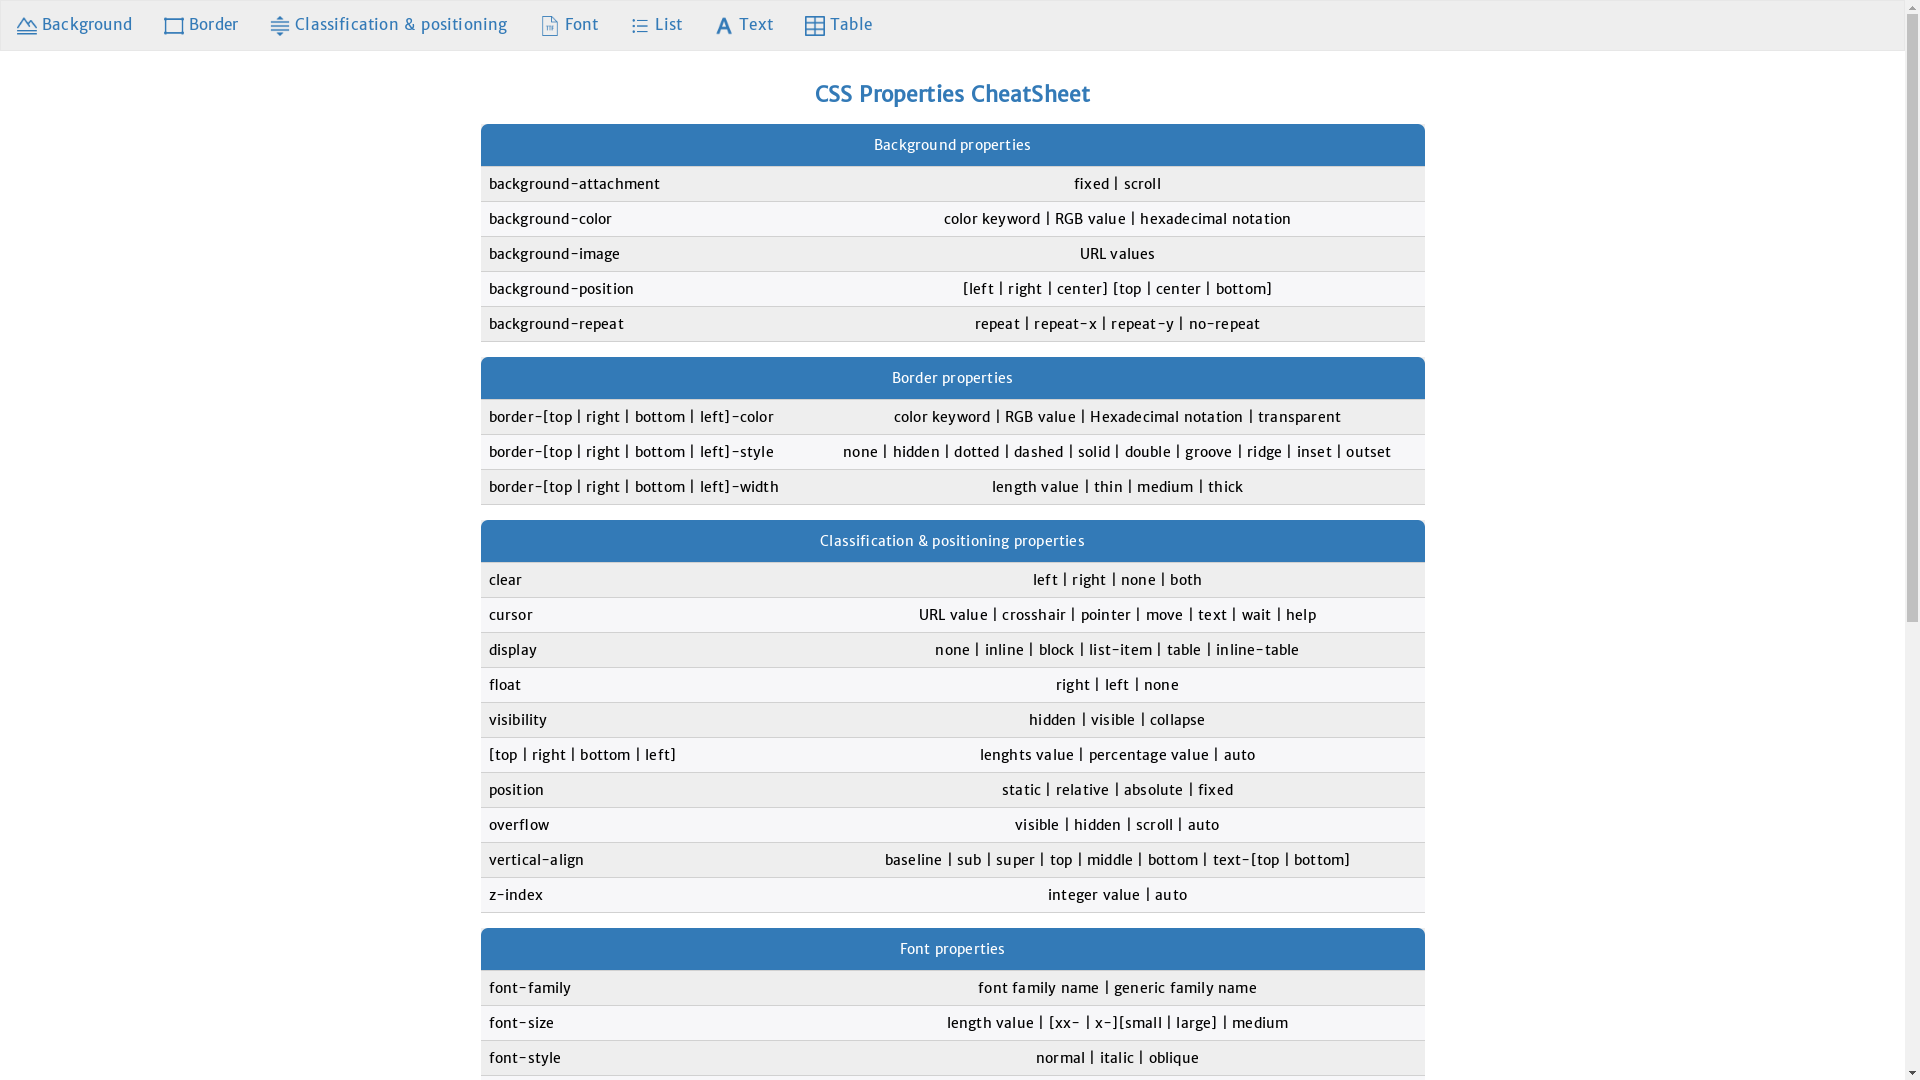 Background Border Classification & positioning Font List Text Table
CSS Properties CheatSheet
Background properties
background-attachment fixed | scroll
background-color color keyword | RGB value | hexadecimal notation
background-image URL values
background-position [left | right | center] [top | center | bottom]
background-repeat repeat | repeat-x | repeat-y | no-repeat
Border properties
border-[top | right | bottom | left]-color color keyword | RGB value | Hexadecimal notation | transparent
border-[top | right | bottom | left]-style none | hidden | dotted | dashed | solid | double | groove | ridge | inset | outset
border-[top | right | bottom | left]-width length value | thin | medium | thick
Classification & positioning properties
clear left | right | none | both
cursor URL value | crosshair | pointer | move | text | wait | help
display none | inline | block | list-item | table | inline-table
float right | left | none
visibility hidden | visible | collapse
[top | right | bottom | left] lenghts value | percentage value | auto
position static | relative | absolute | fixed
overflow visible | hidden | scroll | auto
vertical-align baseline | sub | super | top | middle | bottom | text-[top | bottom]
z-index integer value | auto
Font properties
font-family font family name | generic family name
font-size length value | [xx- | x-][small | large] | medium
font-style normal | italic | oblique